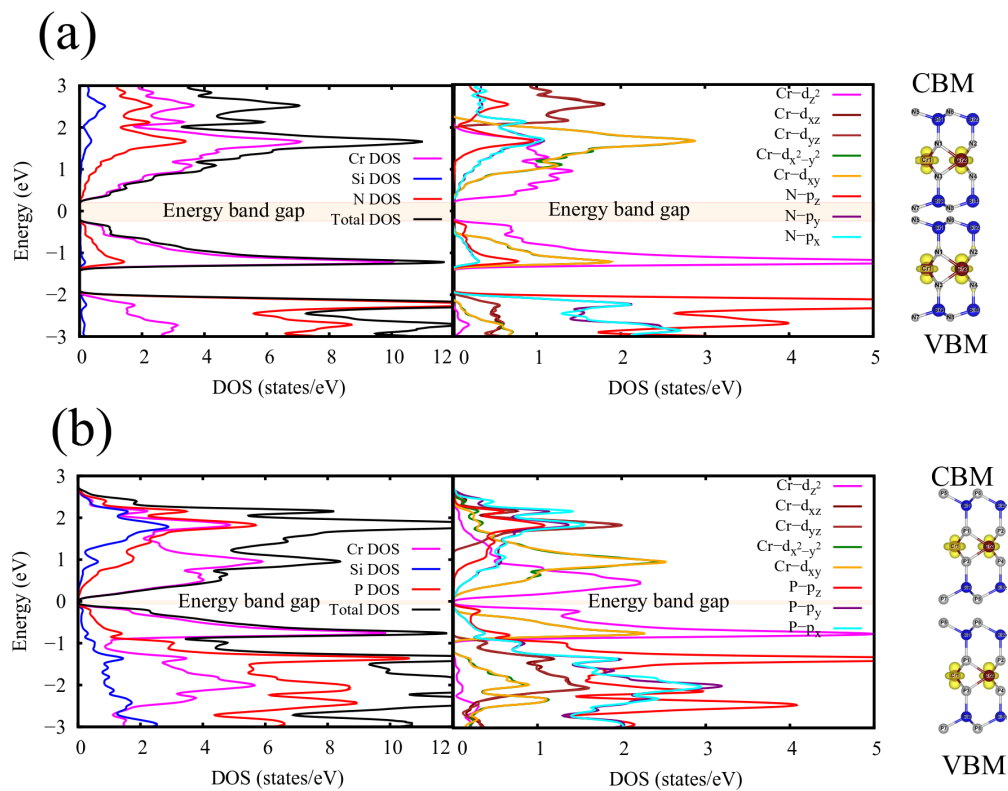 (a)
3
2
1
0
−1
−2
−3
Energy (eV)
Cr DOS
Si DOS
N DOS
Total DOS
Energy band gap
0
2
4
6
8
10
12
DOS (states/eV)
Cr−dz²
Cr−dxz
Cr−dyz
Cr−dx²−y²
Cr−dxy
N−pz
N−py
N−px
Energy band gap
0
1
2
3
4
5
DOS (states/eV)
CBM
VBM
(b)
3
2
1
0
−1
−2
−3
Energy (eV)
Cr DOS
Si DOS
P DOS
Total DOS
Energy band gap
0
2
4
6
8
10
12
DOS (states/eV)
Cr−dz²
Cr−dxz
Cr−dyz
Cr−dx²−y²
Cr−dxy
P−pz
P−py
P−px
Energy band gap
0
1
2
3
4
5
DOS (states/eV)
CBM
VBM